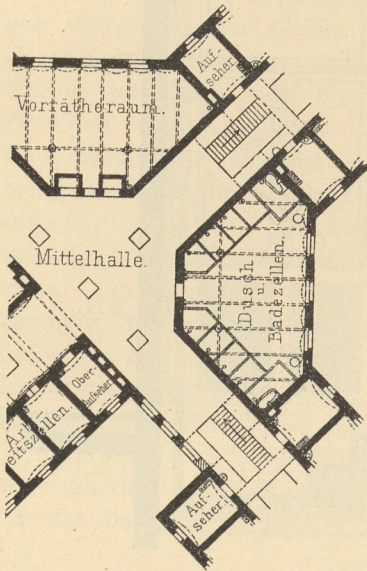 Auf-
seher.
Vorrätheraum.
Mittelhalle.
Dusch
u.
Badezellen.
Ober-
Aufseher
Arb-
eitszellen.
Auf-
seher.